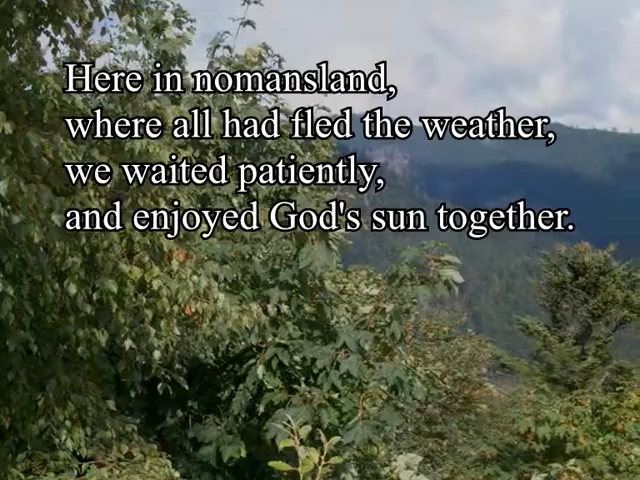 Here in nomansland,
where all had fled the weather,
we waited patiently,
and enjoyed God's sun together.